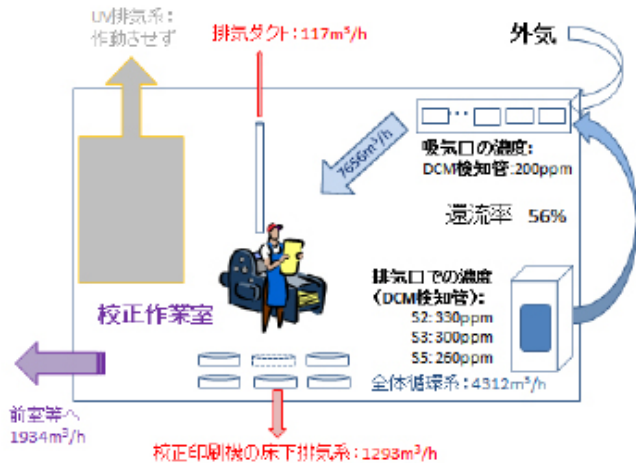 UV排気系:
作動させず
排気ダクト:117m³/h
外気
7656m³/h
吸気口の濃度:
DCM検知管:200ppm
還流率 56%
排気口での濃度
(DCM検知管):
S2:330ppm
S3:300ppm
S5:260ppm
全体循環系:4312m³/h
校正作業室
前室等へ
1934m³/h
校正印刷機の床下排気系:1293m³/h